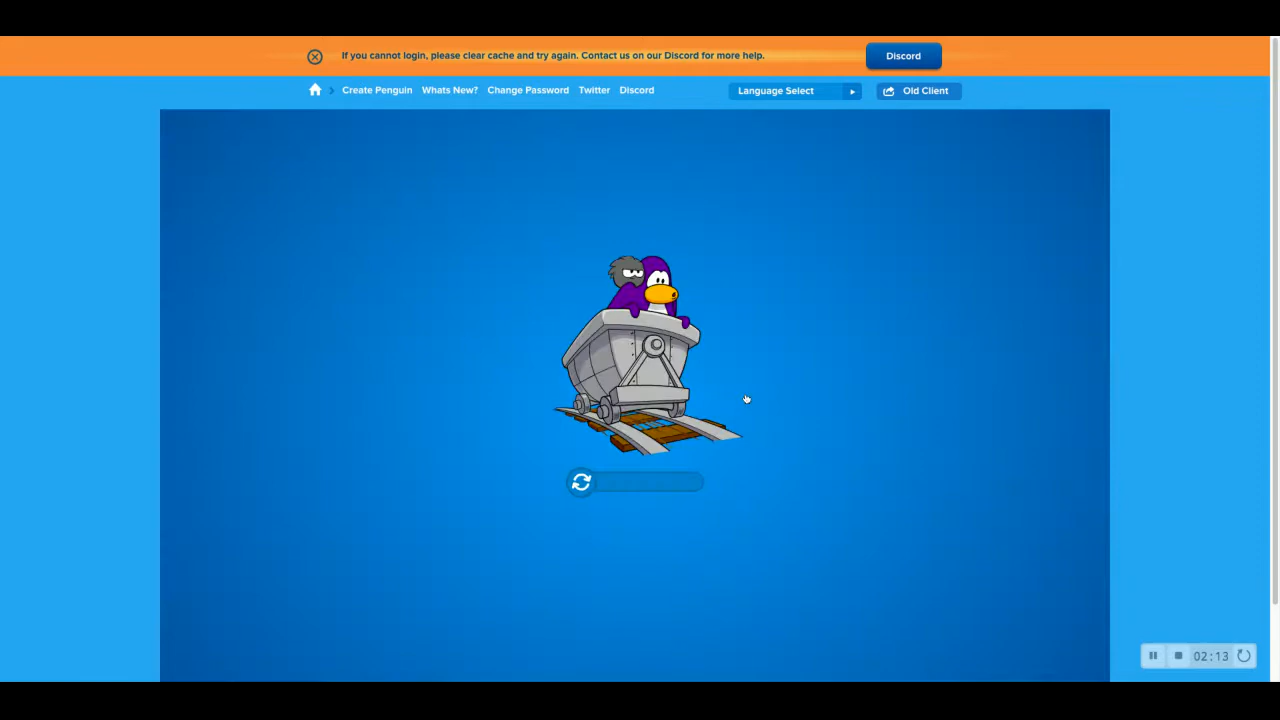 If you cannot login, please clear cache and try again. Contact us on our Discord for more help.
Discord
Create Penguin Whats New? Change Password Twitter Discord
Language Select
Old Client
02:13